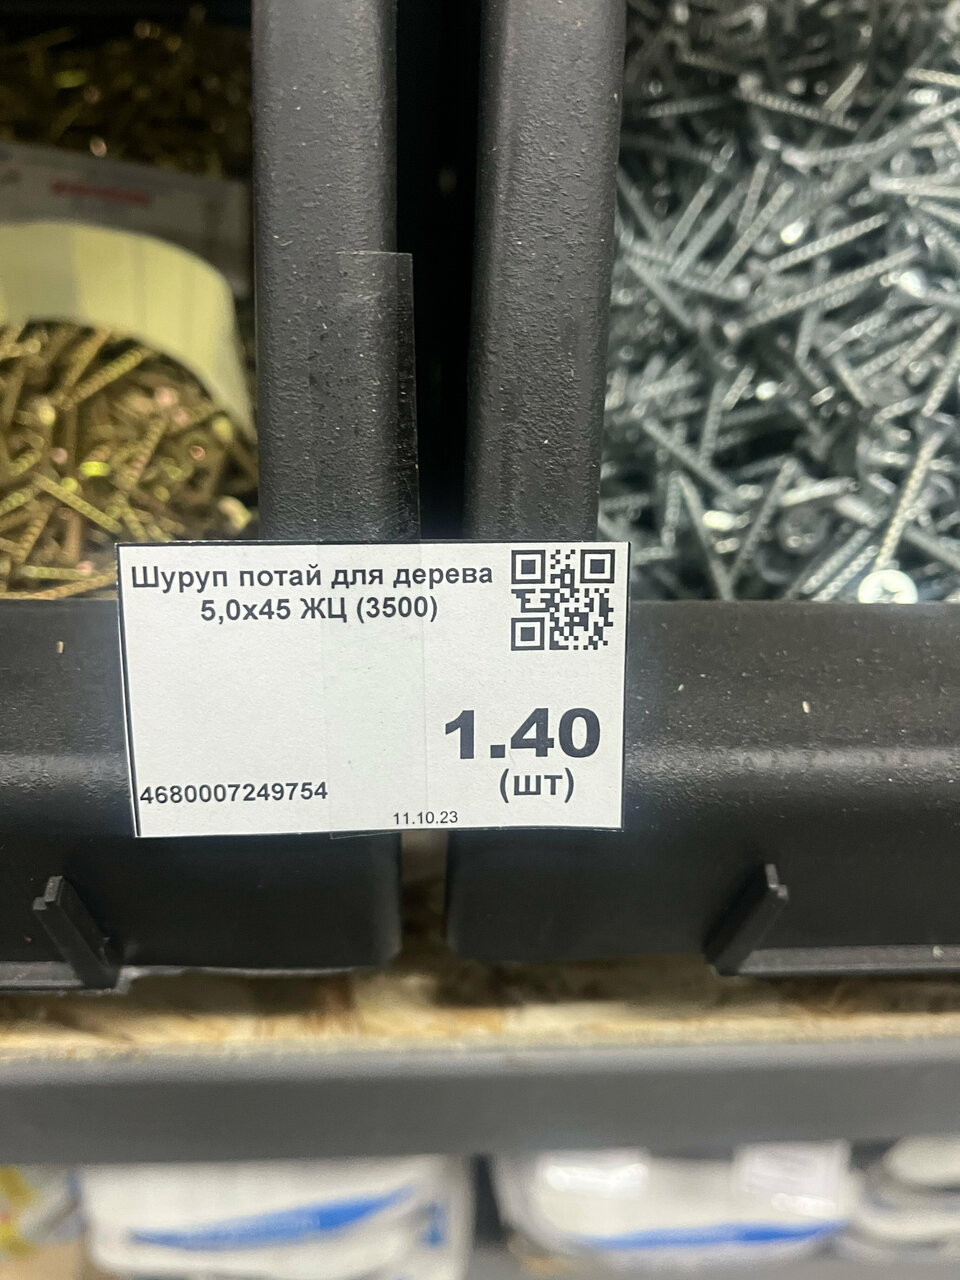 Шуруп потай для дерева
5,0х45 ЖЦ (3500)
1.40
(шт)
4680007249754
11.10.23